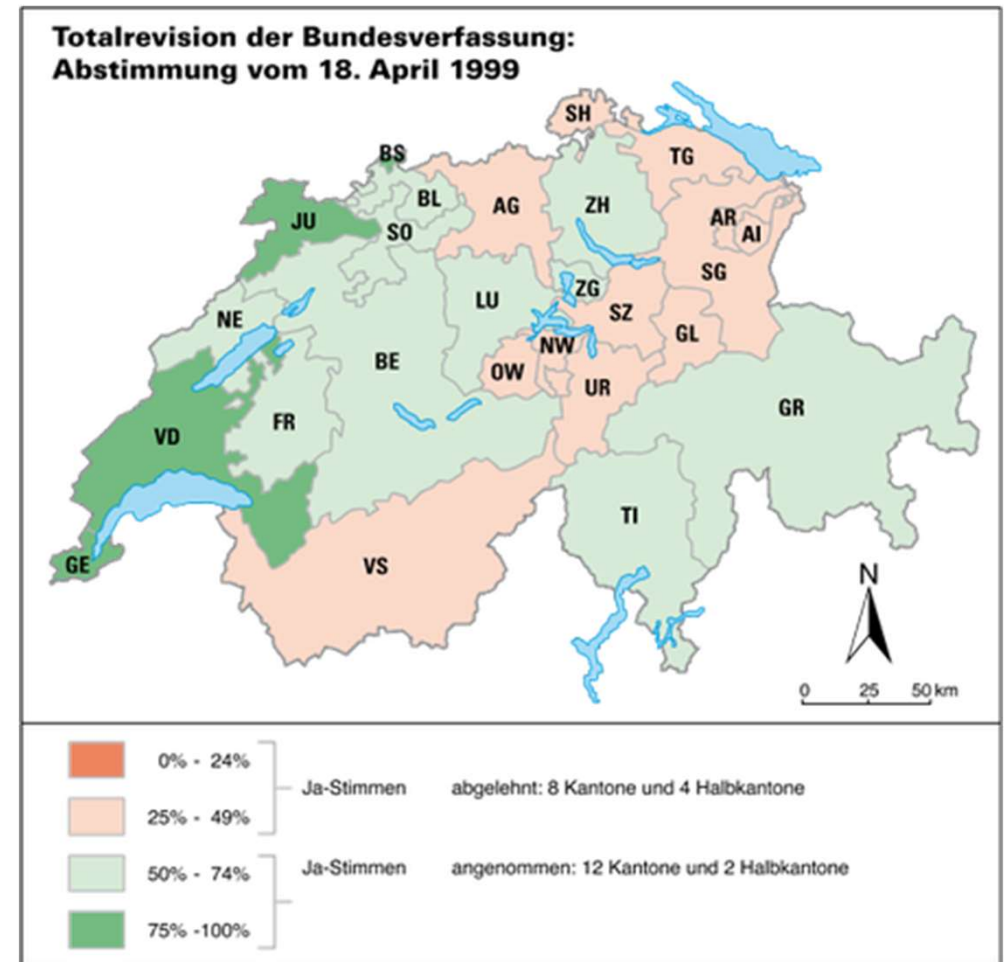 Totalrevision der Bundesverfassung:
Abstimmung vom 18. April 1999
SH
BS
TG
BL
AG
ZH
JU
AR
SO
AI
SG
ZG
LU
NE
SZ
GL
NW
BE
OW
UR
GR
FR
VD
TI
GE
VS
N
0 25 50 km
0% - 24%
Ja-Stimmen abgelehnt: 8 Kantone und 4 Halbkantone
25% - 49%
50% - 74%
Ja-Stimmen angenommen: 12 Kantone und 2 Halbkantone
75% -100%